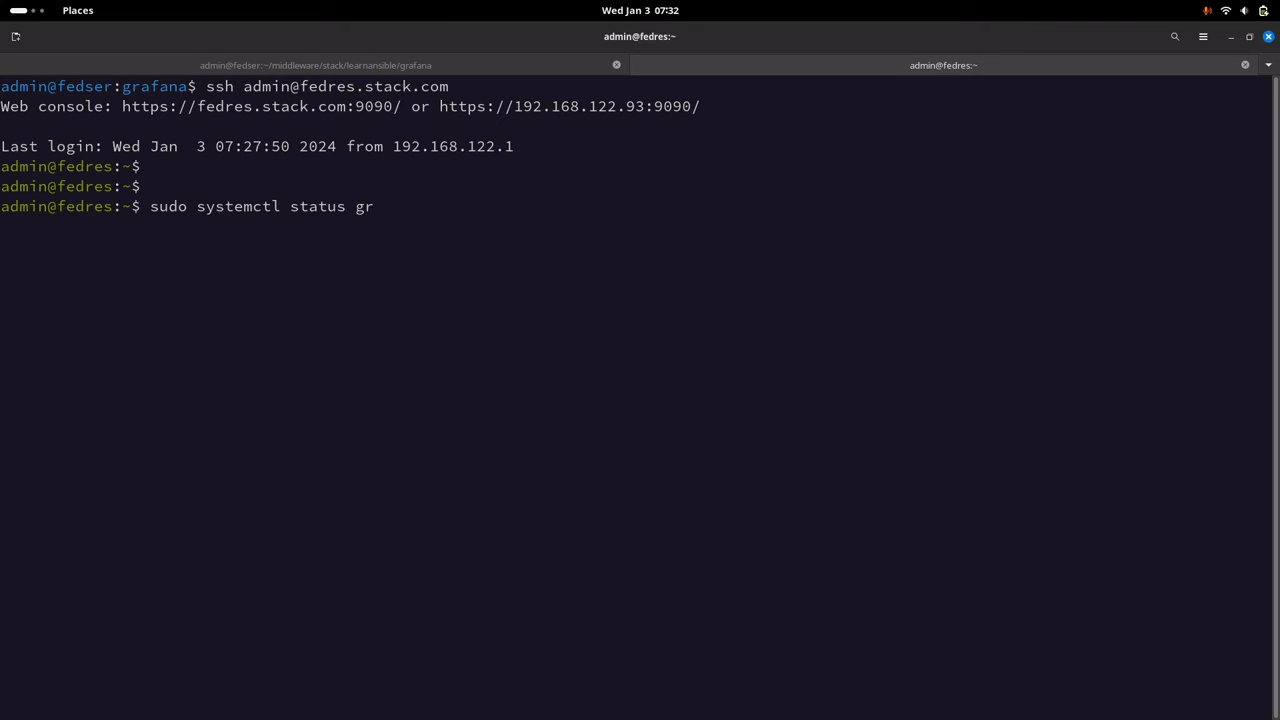 Places
Wed Jan 3 07:32
admin@fedres:~
admin@fedser:~/middleware/stack/learnansible/grafana
admin@fedres:~
admin@fedser:grafana$ ssh admin@fedres.stack.com
Web console: https://fedres.stack.com:9090/ or https://192.168.122.93:9090/
Last login: Wed Jan  3 07:27:50 2024 from 192.168.122.1
admin@fedres:~$
admin@fedres:~$
admin@fedres:~$ sudo systemctl status gr